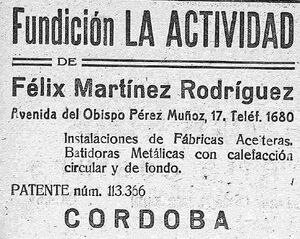 Fundición LA ACTIVIDAD
DE
Félix Martínez Rodríguez
Avenida del Obispo Pérez Muñoz, 17. Teléf. 1680
Instalaciones de Fábricas Aceiteras.
Batidoras Metálicas con calefacción
circular y de fondo.
PATENTE núm. 113.366
CORDOBA